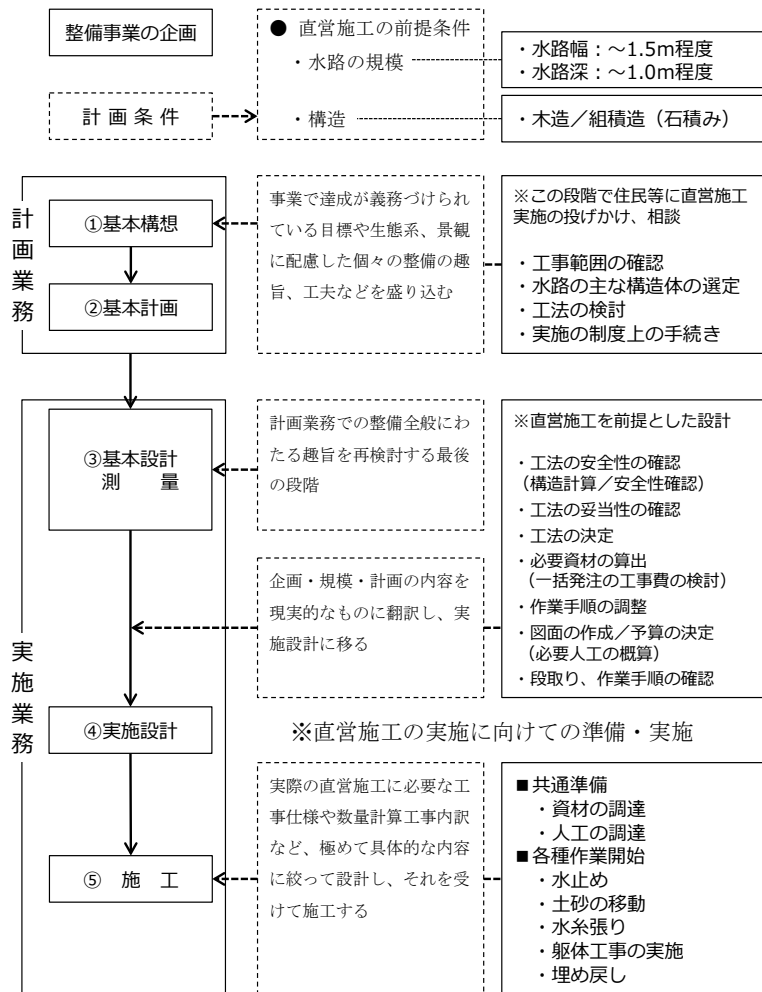 整備事業の企画
● 直営施工の前提条件
・水路の規模
・水路幅：～1.5m程度
・水路深：～1.0m程度
計 画 条 件
・構造
・木造／組積造（石積み）
計画業務
①基本構想
②基本計画
事業で達成が義務づけられ
ている目標や生態系、景観
に配慮した個々の整備の趣
旨、工夫などを盛り込む
※この段階で住民等に直営施工
実施の投げかけ、相談
・工事範囲の確認
・水路の主な構造体の選定
・工法の検討
・実施の制度上の手続き
実施業務
③基本設計
測　　量
計画業務での整備全般にわ
たる趣旨を再検討する最後
の段階
企画・規模・計画の内容を
現実的なものに翻訳し、実
施設計に移る
※直営施工を前提とした設計
・工法の安全性の確認
（構造計算／安全性確認）
・工法の妥当性の確認
・工法の決定
・必要資材の算出
（一括発注の工事費の検討）
・作業手順の調整
・図面の作成／予算の決定
（必要人工の概算）
・段取り、作業手順の確認
④実施設計
※直営施工の実施に向けての準備・実施
⑤　施　工
実際の直営施工に必要な工
事仕様や数量計算工事内訳
など、極めて具体的な内容
に絞って設計し、それを受
けて施工する
■共通準備
・資材の調達
・人工の調達
■各種作業開始
・水止め
・土砂の移動
・水糸張り
・躯体工事の実施
・埋め戻し